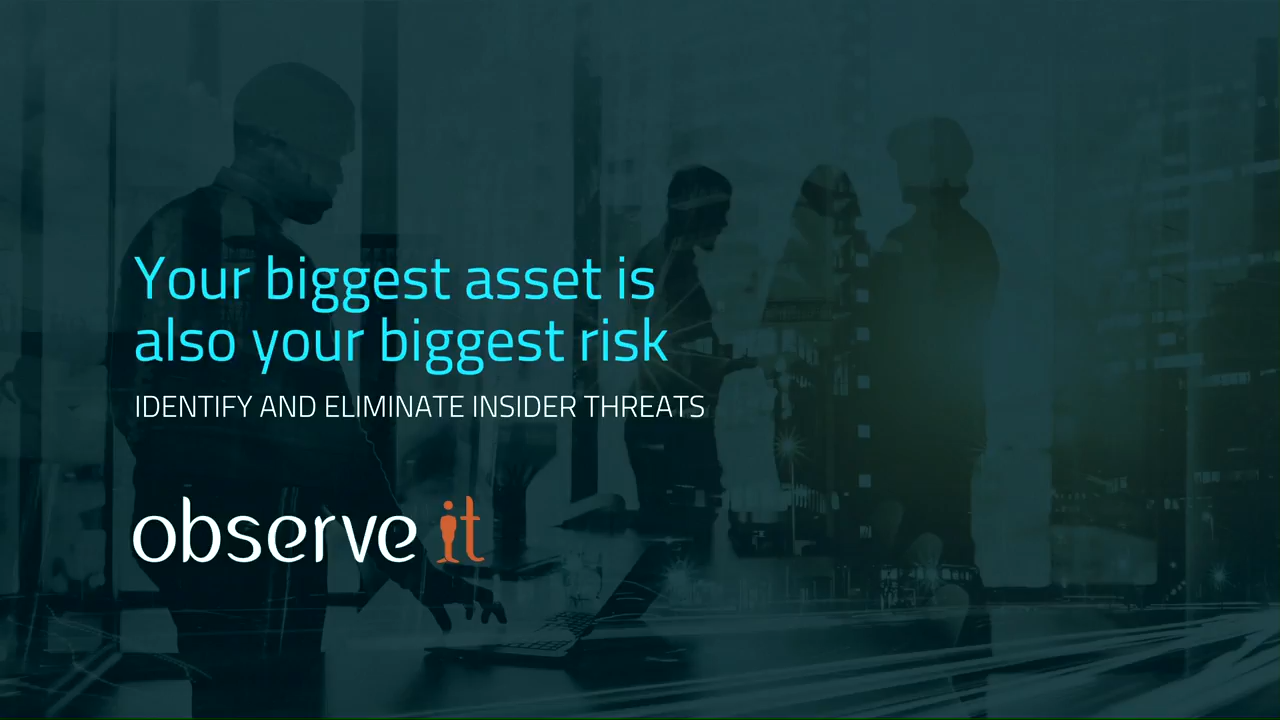 Your biggest asset is
also your biggest risk
IDENTIFY AND ELIMINATE INSIDER THREATS
observe it